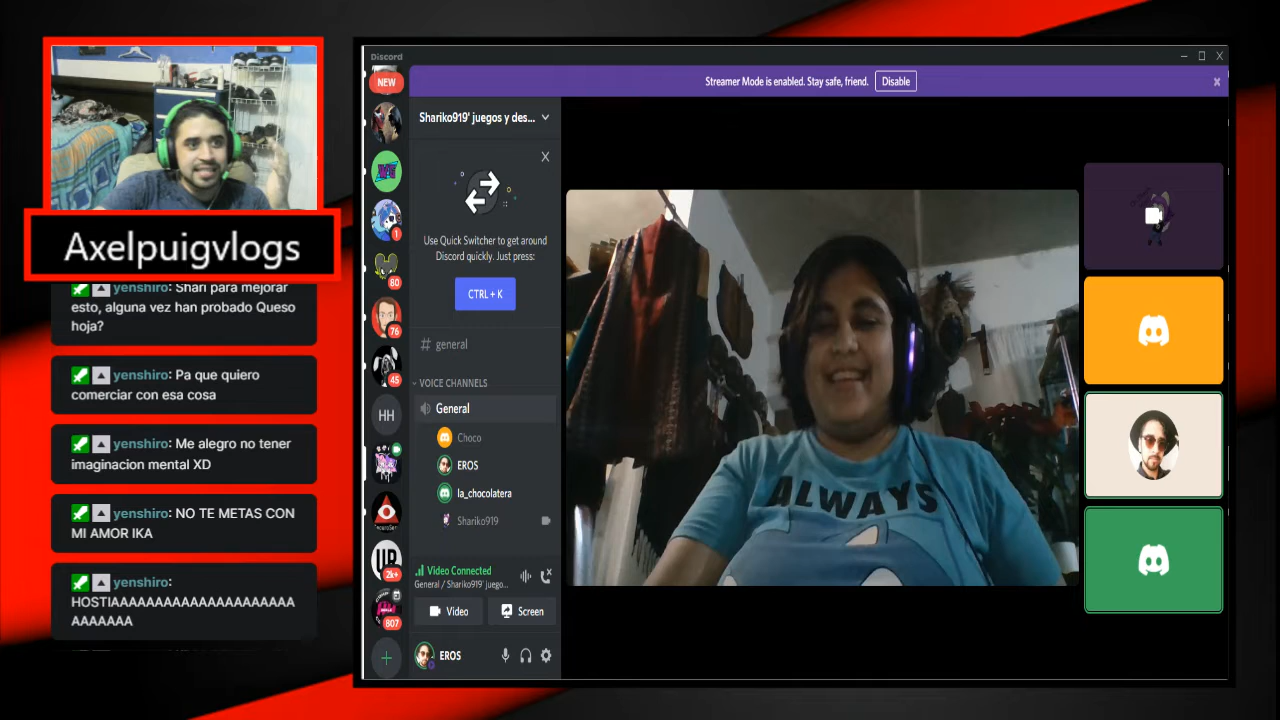 Axelpuigvlogs
yenshiro: Shari para mejorar
esto, alguna vez han probado Queso
hoja?
yenshiro: Pa que quiero
comerciar con esa cosa
yenshiro: Me alegro no tener
imaginacion mental XD
yenshiro: NO TE METAS CON
MI AMOR IKA
yenshiro:
HOSTIAAAAAAAAAAAAAAAAAAAAA
AAAAAAA
Discord
NEW
Streamer Mode is enabled. Stay safe, friend.
Disable
Shariko919' juegos y des...
Use Quick Switcher to get around
Discord quickly. Just press:
CTRL + K
# general
VOICE CHANNELS
General
Choco
EROS
la_chocolatera
Shariko919
Video Connected
General / Shariko919' juego...
Video
Screen
EROS
1
80
76
45
HH
UB
2k+
807
ALWAYS